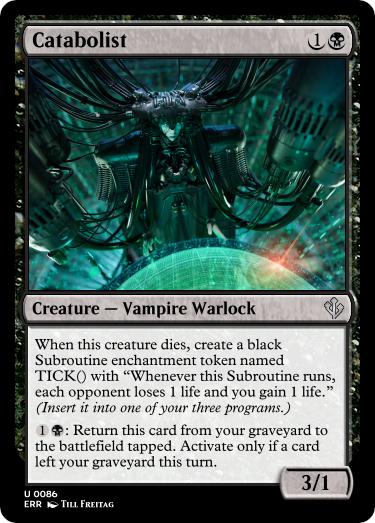 Catabolist 1
Creature — Vampire Warlock
When this creature dies, create a black
Subroutine enchantment token named
TICK() with “Whenever this Subroutine runs,
each opponent loses 1 life and you gain 1 life.”
(Insert it into one of your three programs.)
1 : Return this card from your graveyard to
the battlefield tapped. Activate only if a card
left your graveyard this turn.
3/1
U 0086
ERR TILL FREITAG